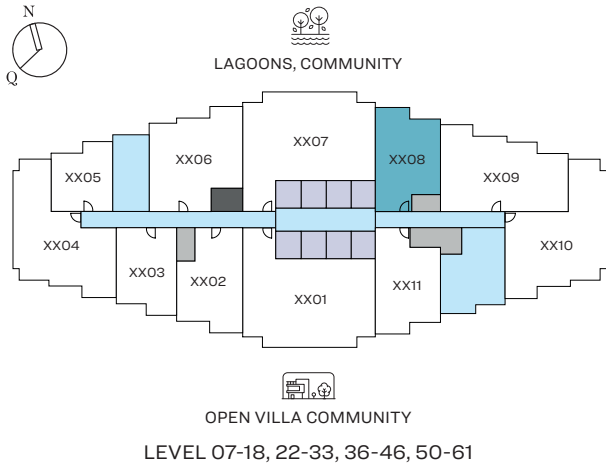 N
Q
LAGOONS, COMMUNITY
XX07
XX06
XX08
XX05
XX09
XX04
XX10
XX03
XX02
XX01
XX11
OPEN VILLA COMMUNITY
LEVEL 07-18, 22-33, 36-46, 50-61